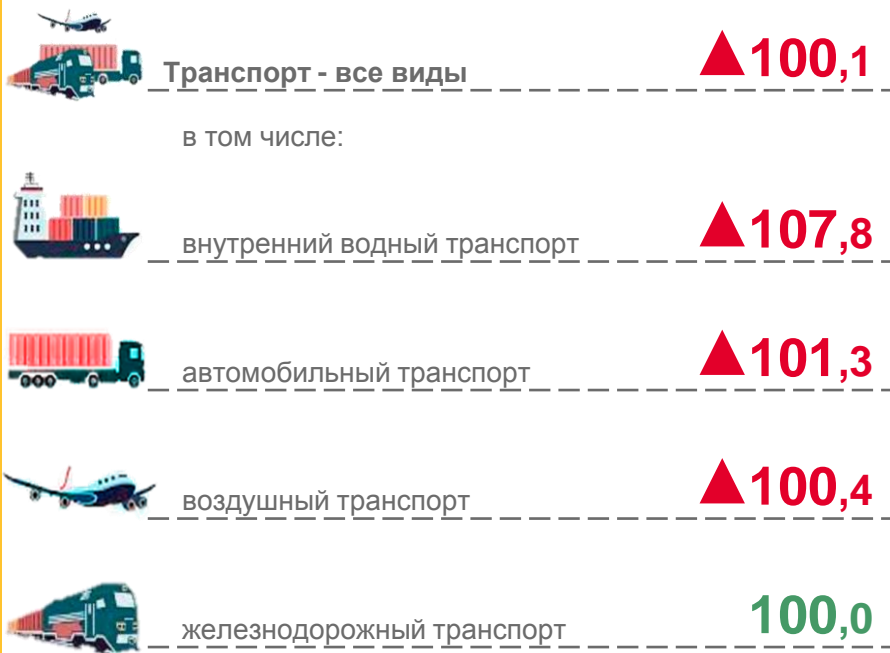 Транспорт - все виды ▲100,1
в том числе:
внутренний водный транспорт ▲107,8
автомобильный транспорт ▲101,3
воздушный транспорт ▲100,4
железнодорожный транспорт 100,0